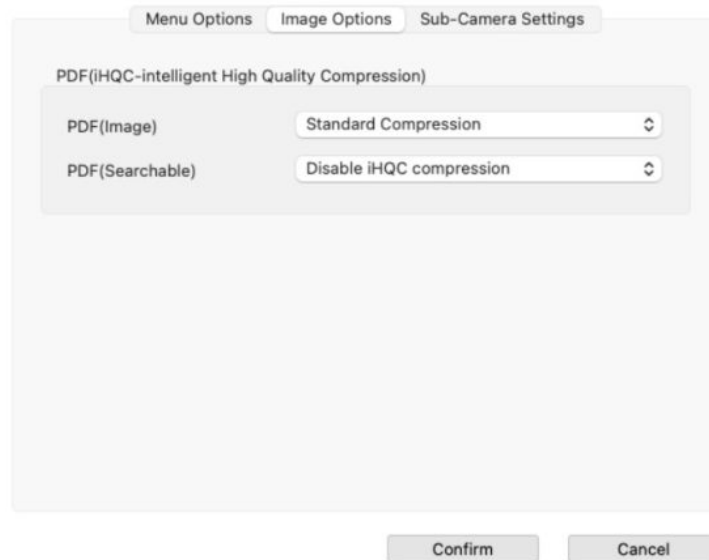 Menu Options Image Options Sub-Camera Settings
PDF(iHQC-intelligent High Quality Compression)
PDF(Image) Standard Compression
PDF(Searchable) Disable iHQC compression
Confirm Cancel